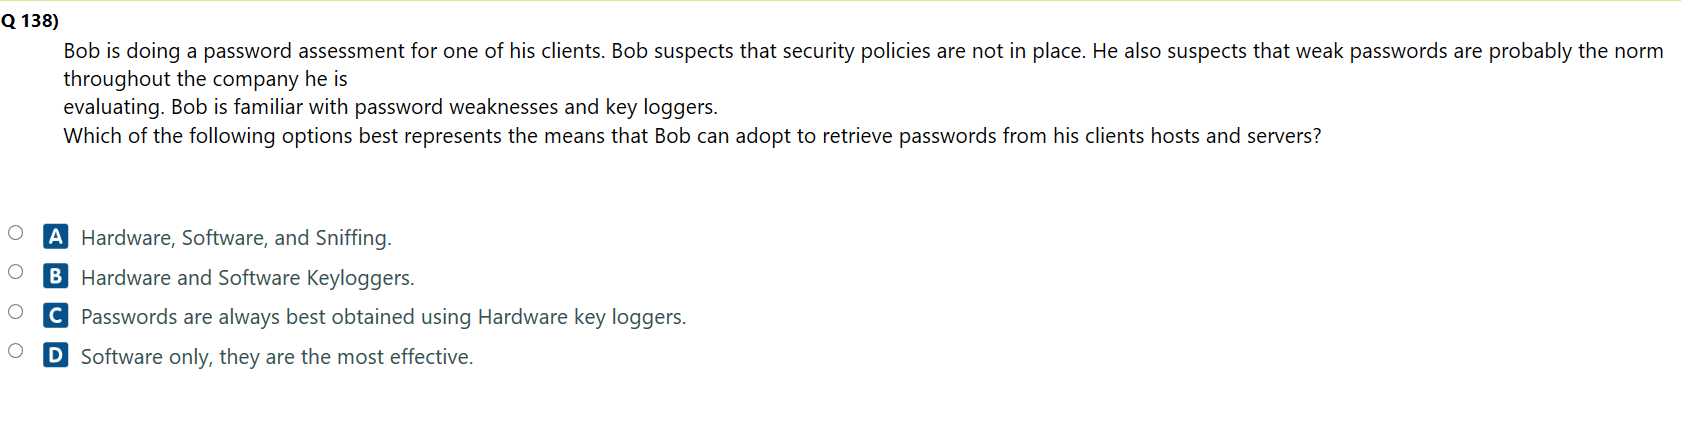 Q 138)
Bob is doing a password assessment for one of his clients. Bob suspects that security policies are not in place. He also suspects that weak passwords are probably the norm
throughout the company he is
evaluating. Bob is familiar with password weaknesses and key loggers.
Which of the following options best represents the means that Bob can adopt to retrieve passwords from his clients hosts and servers?
A Hardware, Software, and Sniffing.
B Hardware and Software Keyloggers.
C Passwords are always best obtained using Hardware key loggers.
D Software only, they are the most effective.